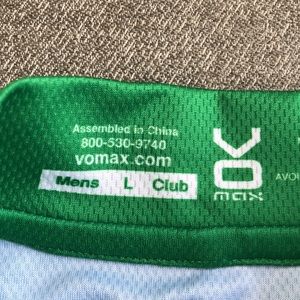 Assembled in China
800-530-9740
vomax.com
Mens L Club
VO
max